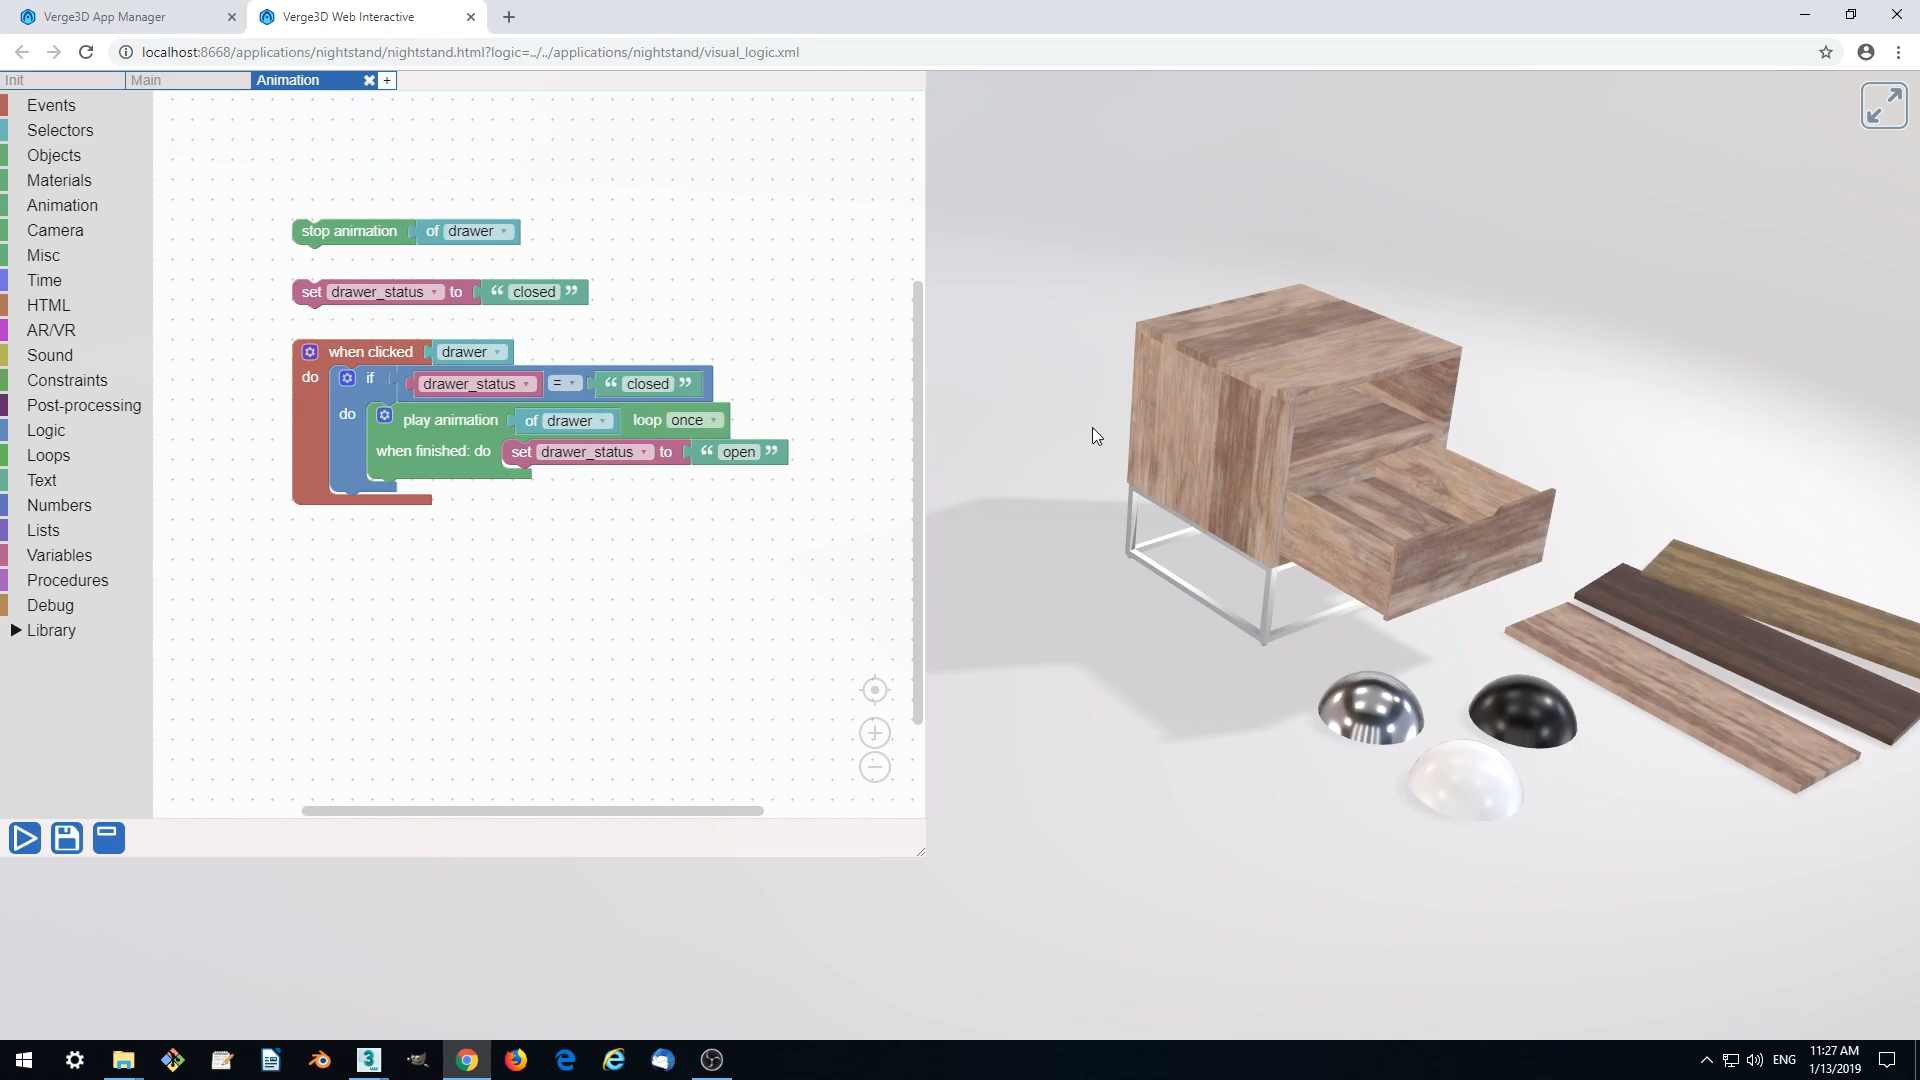 Verge3D App Manager
Verge3D Web Interactive
localhost:8668/applications/nightstand/nightstand.html?logic=../../applications/nightstand/visual_logic.xml
Init
Main
Animation
+
Events
Selectors
Objects
Materials
Animation
Camera
Misc
Time
HTML
AR/VR
Sound
Constraints
Post-processing
Logic
Loops
Text
Numbers
Lists
Variables
Procedures
Debug
Library
stop animation of drawer
set drawer_status to “ closed ”
when clicked drawer
do if drawer_status = “ closed ”
do play animation of drawer loop once
when finished: do set drawer_status to “ open ”
ENG
11:27 AM
1/13/2019